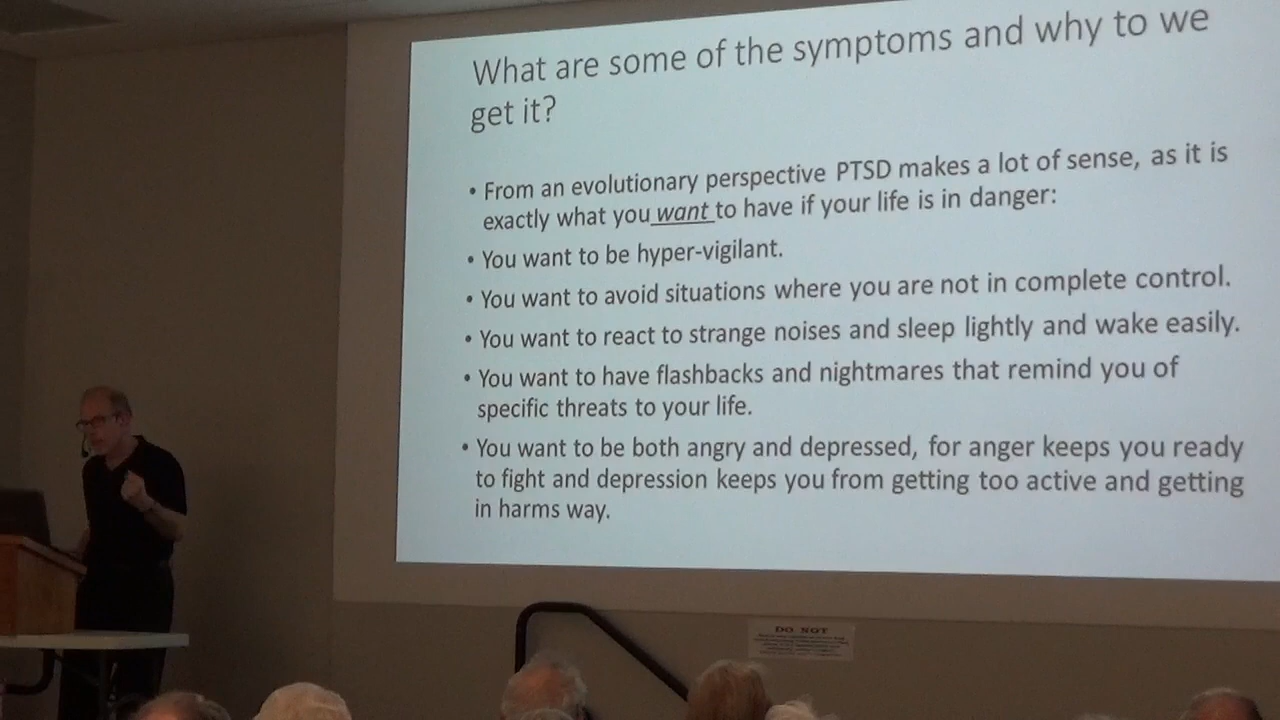 What are some of the symptoms and why to we
get it?
• From an evolutionary perspective PTSD makes a lot of sense, as it is
exactly what you want to have if your life is in danger:
• You want to be hyper-vigilant.
• You want to avoid situations where you are not in complete control.
• You want to react to strange noises and sleep lightly and wake easily.
• You want to have flashbacks and nightmares that remind you of
specific threats to your life.
• You want to be both angry and depressed, for anger keeps you ready
to fight and depression keeps you from getting too active and getting
in harms way.
DO NOT